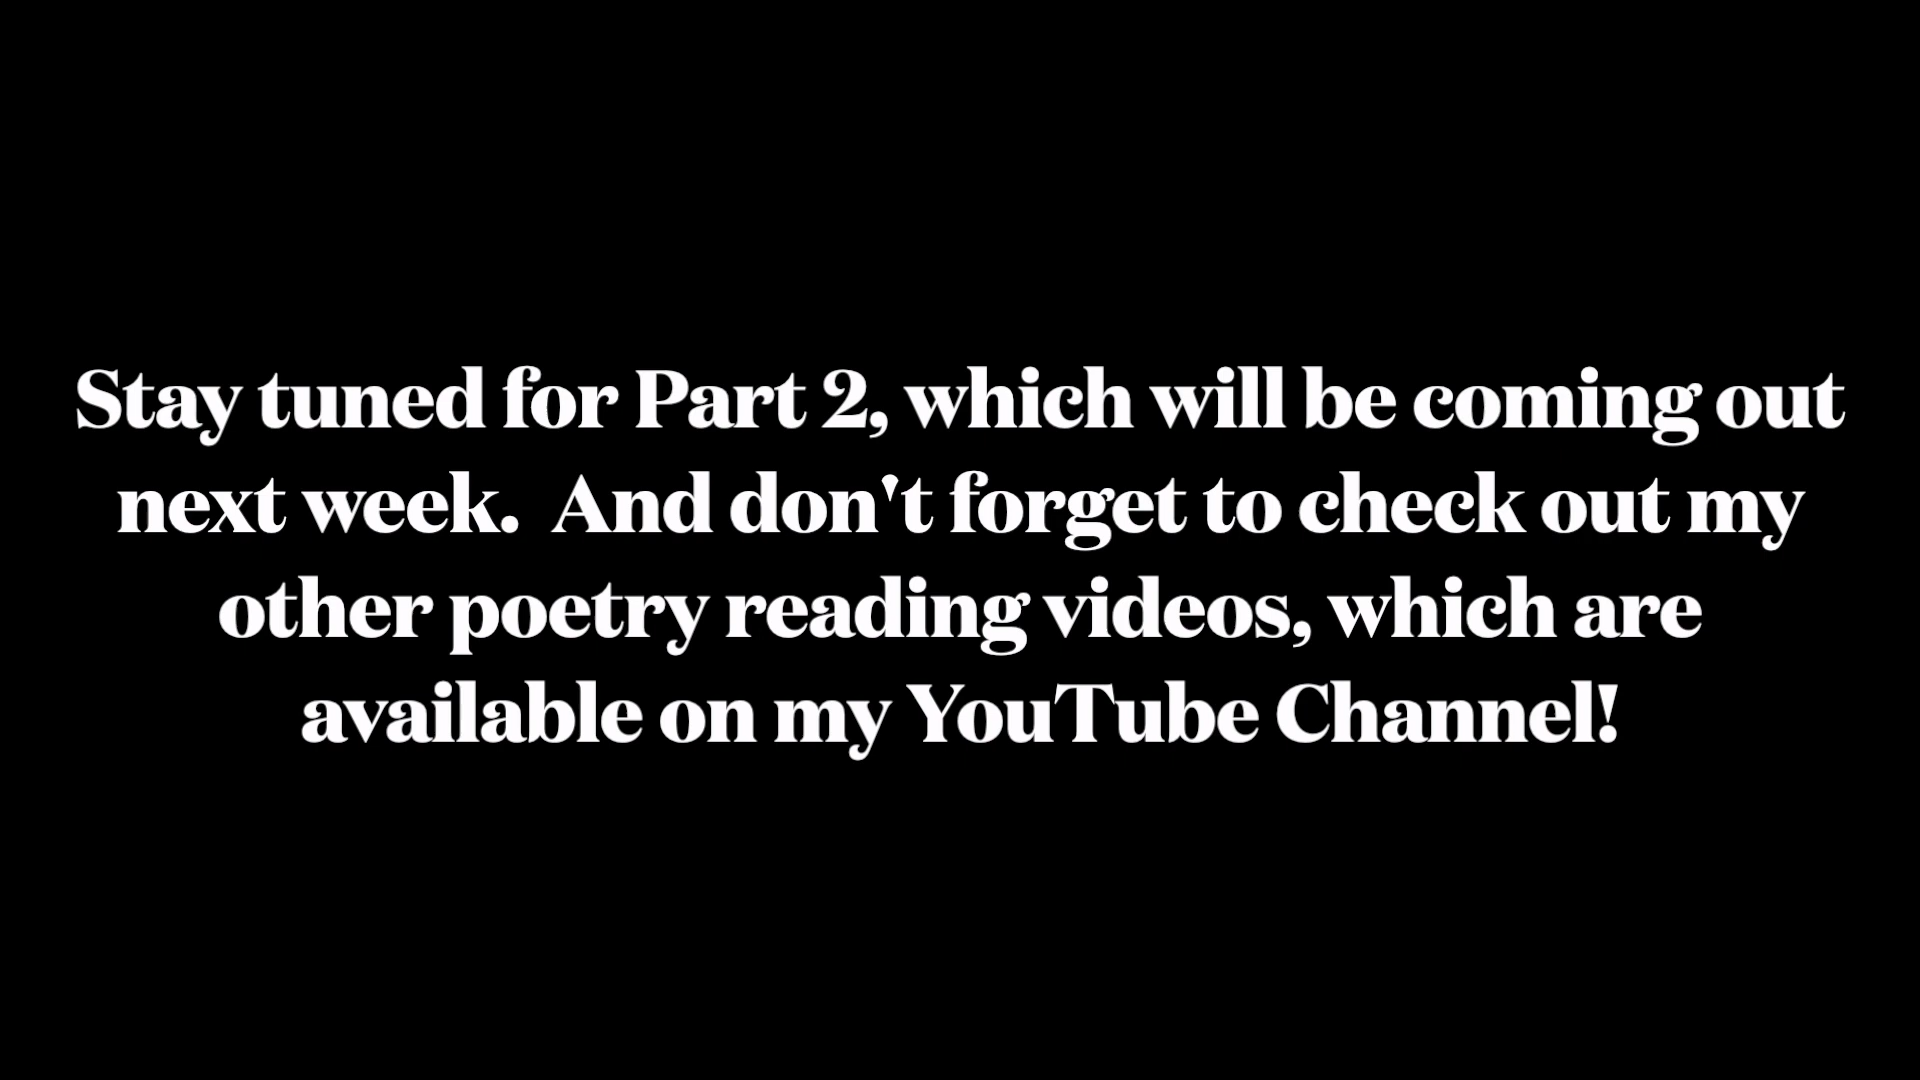 Stay tuned for Part 2, which will be coming out
next week.  And don't forget to check out my
other poetry reading videos, which are
available on my YouTube Channel!